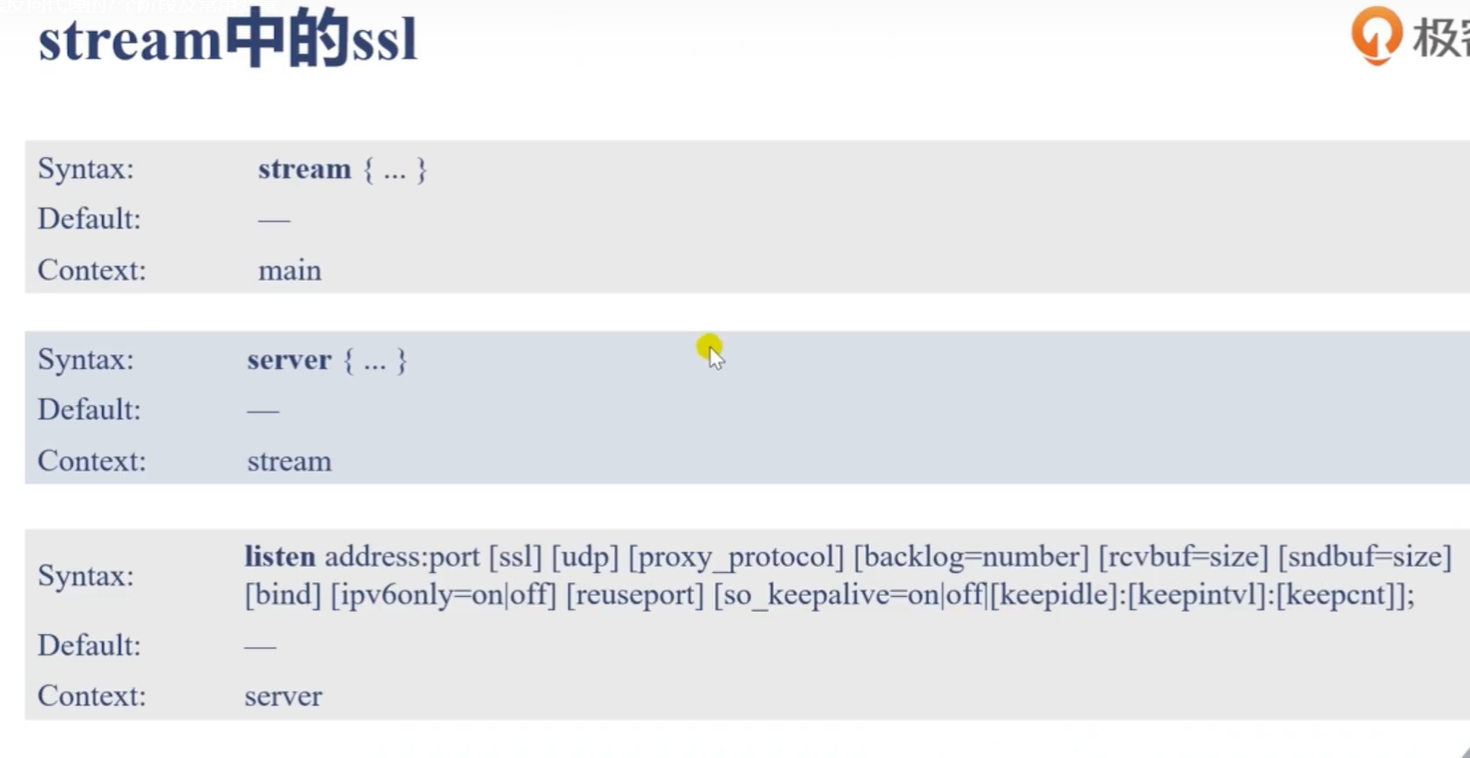 stream中的ssl
极
Syntax: stream { ... }
Default: —
Context: main
Syntax: server { ... }
Default: —
Context: stream
Syntax: listen address:port [ssl] [udp] [proxy_protocol] [backlog=number] [rcvbuf=size] [sndbuf=size]
[bind] [ipv6only=on|off] [reuseport] [so_keepalive=on|off|[keepidle]:[keepintvl]:[keepcnt]];
Default: —
Context: server